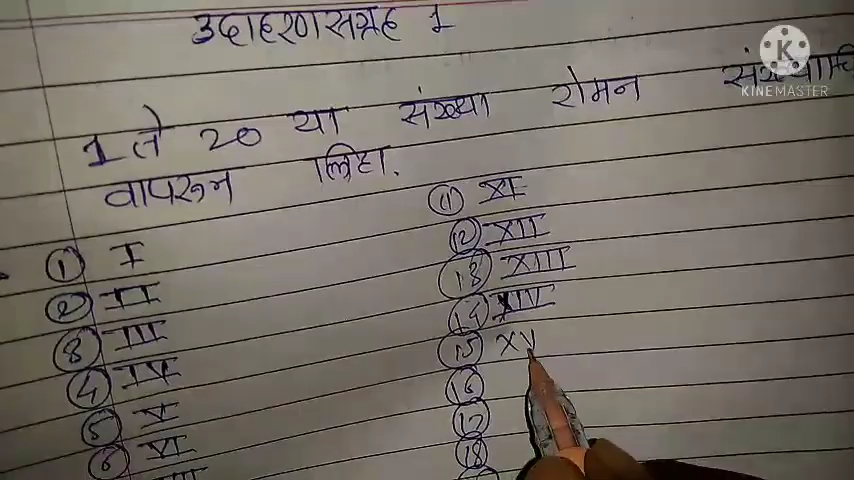 उदाहरणसंग्रह 1
1 ते 20 या संख्या रोमन
वापरून लिहा.
① I
② II
③ III
④ IV
⑤ V
⑥ VI
⑪ XI
⑫ XII
⑬ XIII
⑭ XIV
⑮ XV
⑯
⑰
⑱
K
KINEMASTER